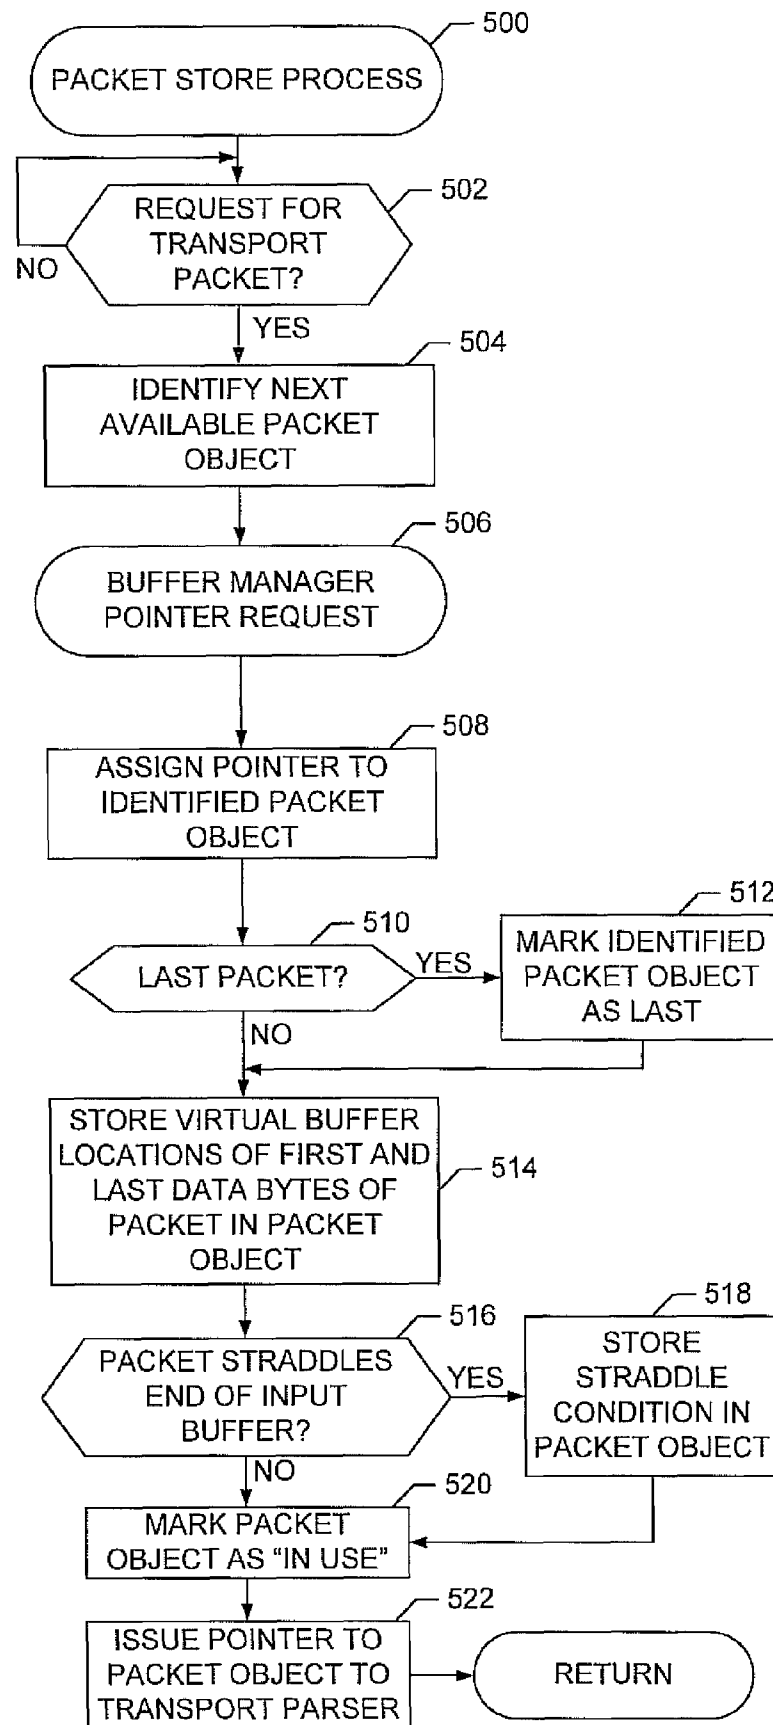 500
PACKET STORE PROCESS
502
REQUEST FOR
TRANSPORT
PACKET?
NO
YES
504
IDENTIFY NEXT
AVAILABLE PACKET
OBJECT
506
BUFFER MANAGER
POINTER REQUEST
508
ASSIGN POINTER TO
IDENTIFIED PACKET
OBJECT
510
LAST PACKET?
YES
512
MARK IDENTIFIED
PACKET OBJECT
AS LAST
NO
STORE VIRTUAL BUFFER
LOCATIONS OF FIRST AND
LAST DATA BYTES OF
PACKET IN PACKET
OBJECT
514
516
PACKET STRADDLES
END OF INPUT
BUFFER?
YES
518
STORE
STRADDLE
CONDITION IN
PACKET OBJECT
NO
520
MARK PACKET
OBJECT AS “IN USE”
522
ISSUE POINTER TO
PACKET OBJECT TO
TRANSPORT PARSER
RETURN